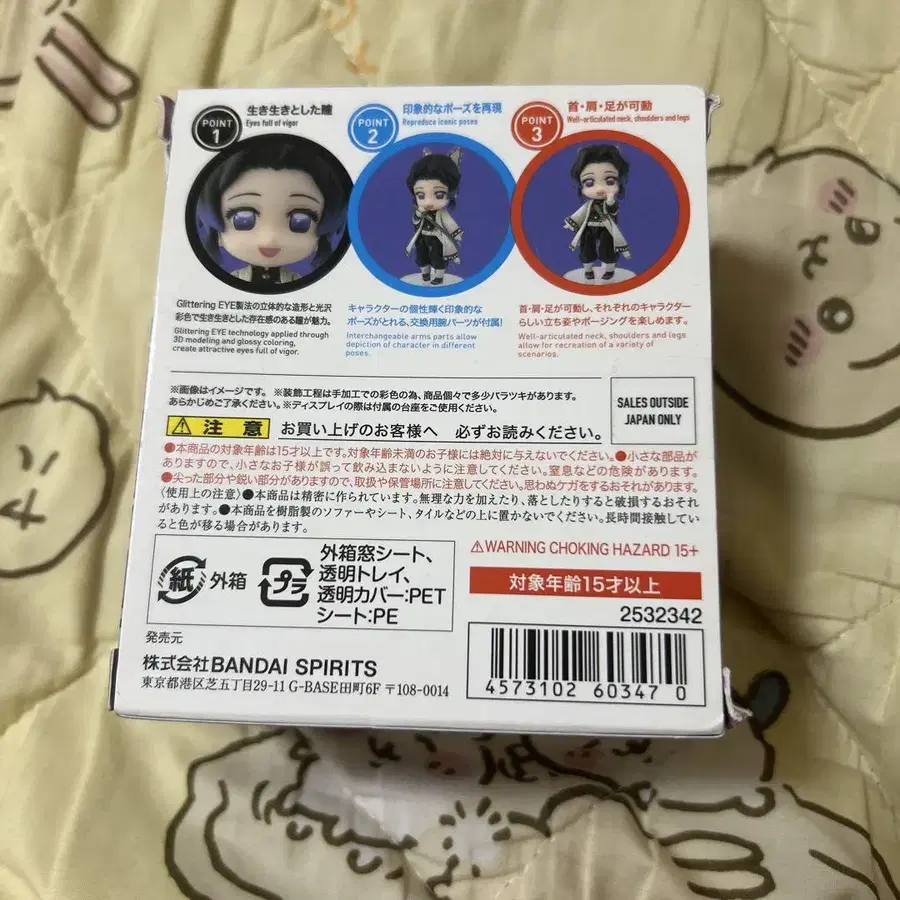 POINT 1
生き生きとした瞳
Eyes full of vigor
POINT 2
印象的なポーズを再現
Reproduce iconic poses
POINT 3
首・肩・足が可動
Well-articulated neck, shoulders and legs
Glittering EYE製法の立体的な造形と光沢
彩色で生き生きとした存在感のある瞳が魅力。
Glittering EYE technology applied through
3D modeling and glossy coloring,
create attractive eyes full of vigor.
キャラクターの個性輝く印象的な
ポーズがとれる、交換用腕パーツが付属!
Interchangeable arms parts allow
depiction of character in different
poses.
首・肩・足が可動し、それぞれのキャラクター
らしい立ち姿やポージングを楽しめます。
Well-articulated neck, shoulders and legs
allow for recreation of a variety of
scenarios.
※画像はイメージです。 ※装飾工程は手加工での彩色の為、商品個々で多少バラツキがあります。
あらかじめご了承ください。※ディスプレイの際は付属の台座をご使用ください。
SALES OUTSIDE
JAPAN ONLY
注意 お買い上げのお客様へ 必ずお読みください。
●本商品の対象年齢は15才以上です。対象年齢未満のお子様には絶対に与えないでください。●小さな部品が
ありますので、小さなお子様が誤って飲み込まないように注意してください。窒息などの危険があります。
●尖った部分や鋭い部分がありますので、取扱や保管場所に注意してください。思わぬケガをするおそれがあります。
〈使用上の注意〉●本商品は精密に作られています。無理な力を加えたり、落としたりすると破損するおそれ
があります。●本商品を樹脂製のソファーやシート、タイルなどの上に置かないでください。長時間接触してい
ると色が移る場合があります。
紙 外箱
プラ
外箱窓シート、
透明トレイ、
透明カバー:PET
シート:PE
⚠WARNING CHOKING HAZARD 15+
対象年齢15才以上
2532342
発売元
株式会社BANDAI SPIRITS
東京都港区芝五丁目29-11 G-BASE田町6F 〒108-0014
4573102 603470